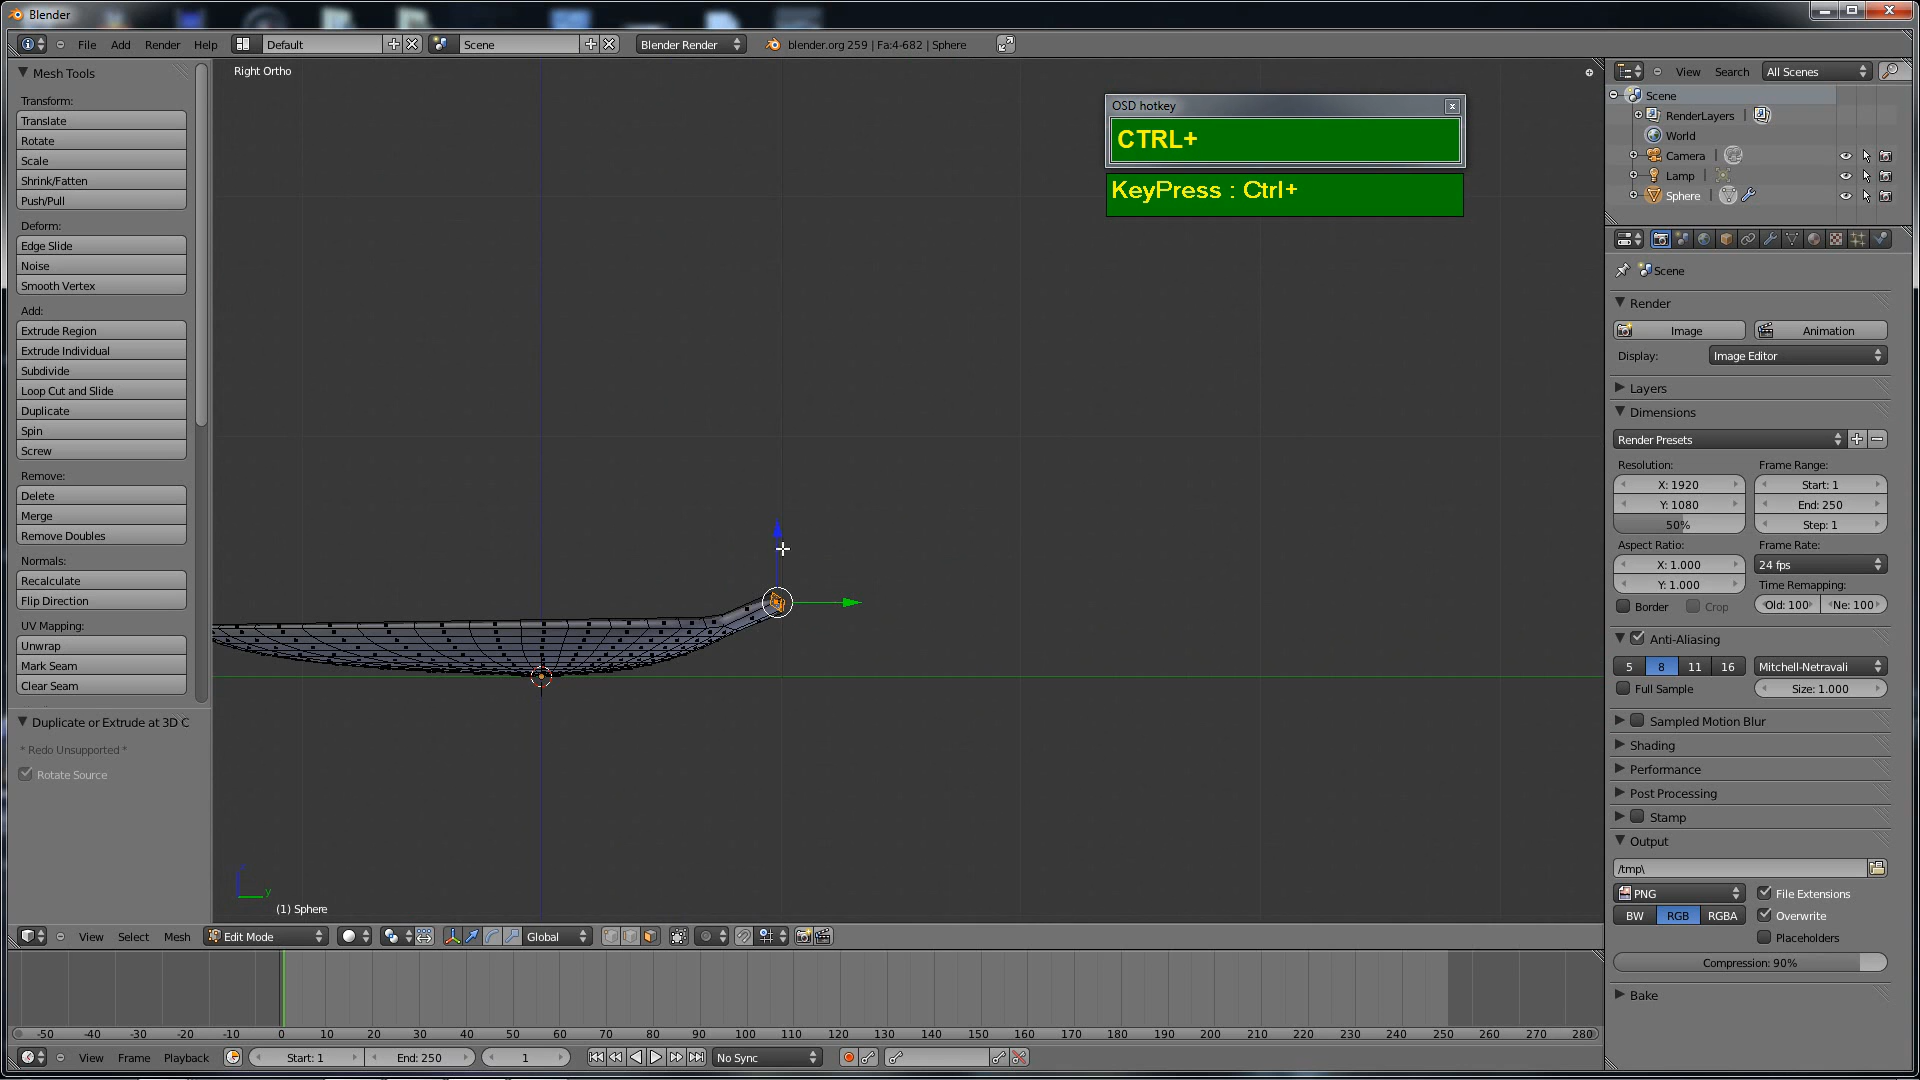 Blender
File Add Render Help Default Scene Blender Render blender.org 259 | Fa:4-682 | Sphere
Mesh Tools
Transform:
Translate
Rotate
Scale
Shrink/Fatten
Push/Pull
Deform:
Edge Slide
Noise
Smooth Vertex
Add:
Extrude Region
Extrude Individual
Subdivide
Loop Cut and Slide
Duplicate
Spin
Screw
Remove:
Delete
Merge
Remove Doubles
Normals:
Recalculate
Flip Direction
UV Mapping:
Unwrap
Mark Seam
Clear Seam
Duplicate or Extrude at 3D C
* Redo Unsupported *
Rotate Source
Right Ortho
OSD hotkey
CTRL+
KeyPress : Ctrl+
y
(1) Sphere
View Select Mesh Edit Mode Global
-50 -40 -30 -20 -10 0 10 20 30 40 50 60 70 80 90 100 110 120 130 140 150 160 170 180 190 200 210 220 230 240 250 260 270 280
View Frame Playback Start: 1 End: 250 1 No Sync
View Search All Scenes
Scene
RenderLayers |
World
Camera |
Lamp |
Sphere |
Scene
Render
Image Animation
Display: Image Editor
Layers
Dimensions
Render Presets
Resolution: Frame Range:
X: 1920 Start: 1
Y: 1080 End: 250
50% Step: 1
Aspect Ratio: Frame Rate:
X: 1.000 24 fps
Y: 1.000 Time Remapping:
Border Crop Old: 100 Ne: 100
Anti-Aliasing
5 8 11 16 Mitchell-Netravali
Full Sample Size: 1.000
Sampled Motion Blur
Shading
Performance
Post Processing
Stamp
Output
/tmp\
PNG File Extensions
BW RGB RGBA Overwrite
Placeholders
Compression: 90%
Bake